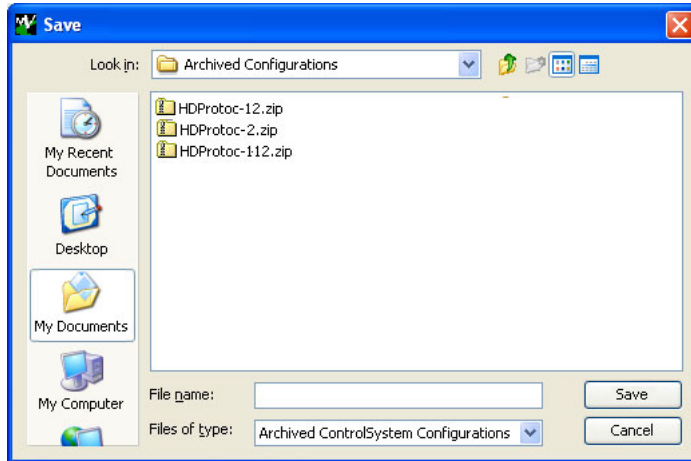 Save
Look in:
Archived Configurations
HDProtoc-12.zip
HDProtoc-2.zip
HDProtoc-112.zip
My Recent
Documents
Desktop
My Documents
My Computer
File name:
Save
Files of type:
Archived ControlSystem Configurations
Cancel